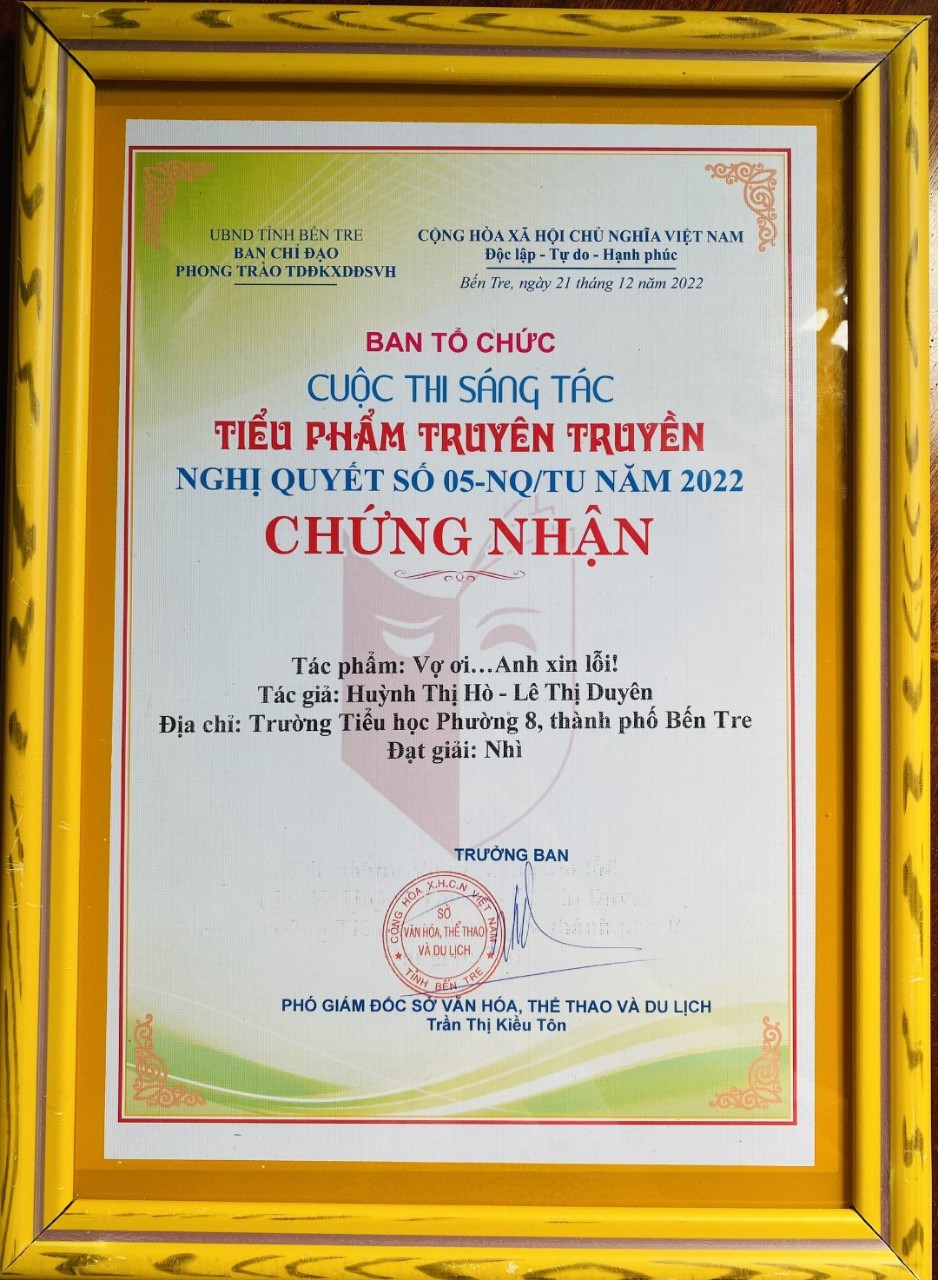 UBND TỈNH BẾN TRE
BAN CHỈ ĐẠO
PHONG TRÀO TDĐKXDĐSVH
CỘNG HÒA XÃ HỘI CHỦ NGHĨA VIỆT NAM
Độc lập - Tự do - Hạnh phúc
Bến Tre, ngày 21 tháng 12 năm 2022
BAN TỔ CHỨC
CUỘC THI SÁNG TÁC
TIỂU PHẨM TRUYÊN TRUYỀN
NGHỊ QUYẾT SỐ 05-NQ/TU NĂM 2022
CHỨNG NHẬN
Tác phẩm: Vợ ơi...Anh xin lỗi!
Tác giả: Huỳnh Thị Hò - Lê Thị Duyên
Địa chỉ: Trường Tiểu học Phường 8, thành phố Bến Tre
Đạt giải: Nhì
TRƯỞNG BAN
CỘNG HÒA X.H.C.N VIỆT NAM
SỞ
VĂN HÓA, THỂ THAO
VÀ DU LỊCH
TỈNH BẾN TRE
PHÓ GIÁM ĐỐC SỞ VĂN HÓA, THỂ THAO VÀ DU LỊCH
Trần Thị Kiều Tôn